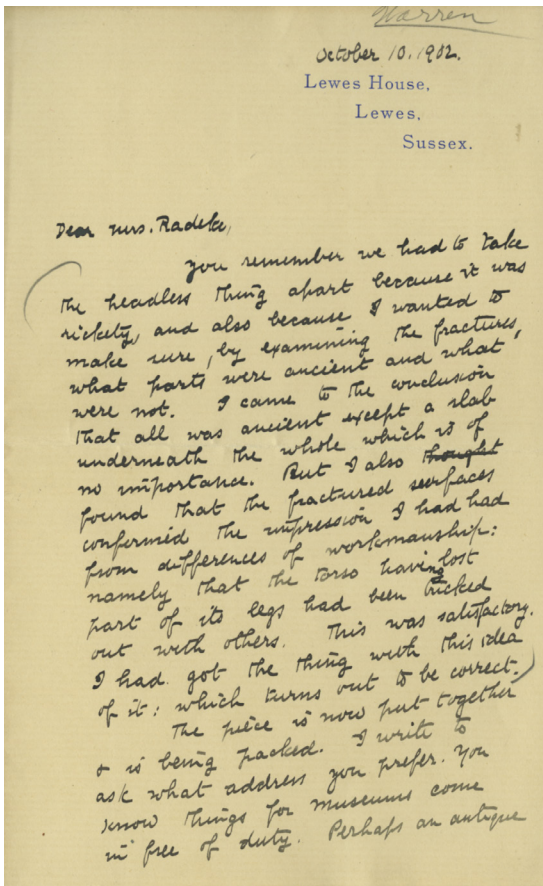 Warren
October 10. 1902.
Lewes House,
Lewes,
Sussex.
Dear Mrs. Radeke,
You remember we had to take
the headless thing apart because it was
rickety, and also because I wanted to
make sure, by examining the fractures,
what parts were ancient and what
were not. I came to the conclusion
that all was ancient except a slab
underneath the whole which is of
no importance. But I also thought
found that the fractured surfaces
conformed the impression I had had
from differences of workmanship:
namely that the torso having lost
part of its legs had been tricked
out with others. This was satisfactory.
I had got the thing with this idea
of it: which turns out to be correct.)
The piece is now put together
& is being packed. I write to
ask what address you prefer. You
know things for museums come
in free of duty. Perhaps an antique